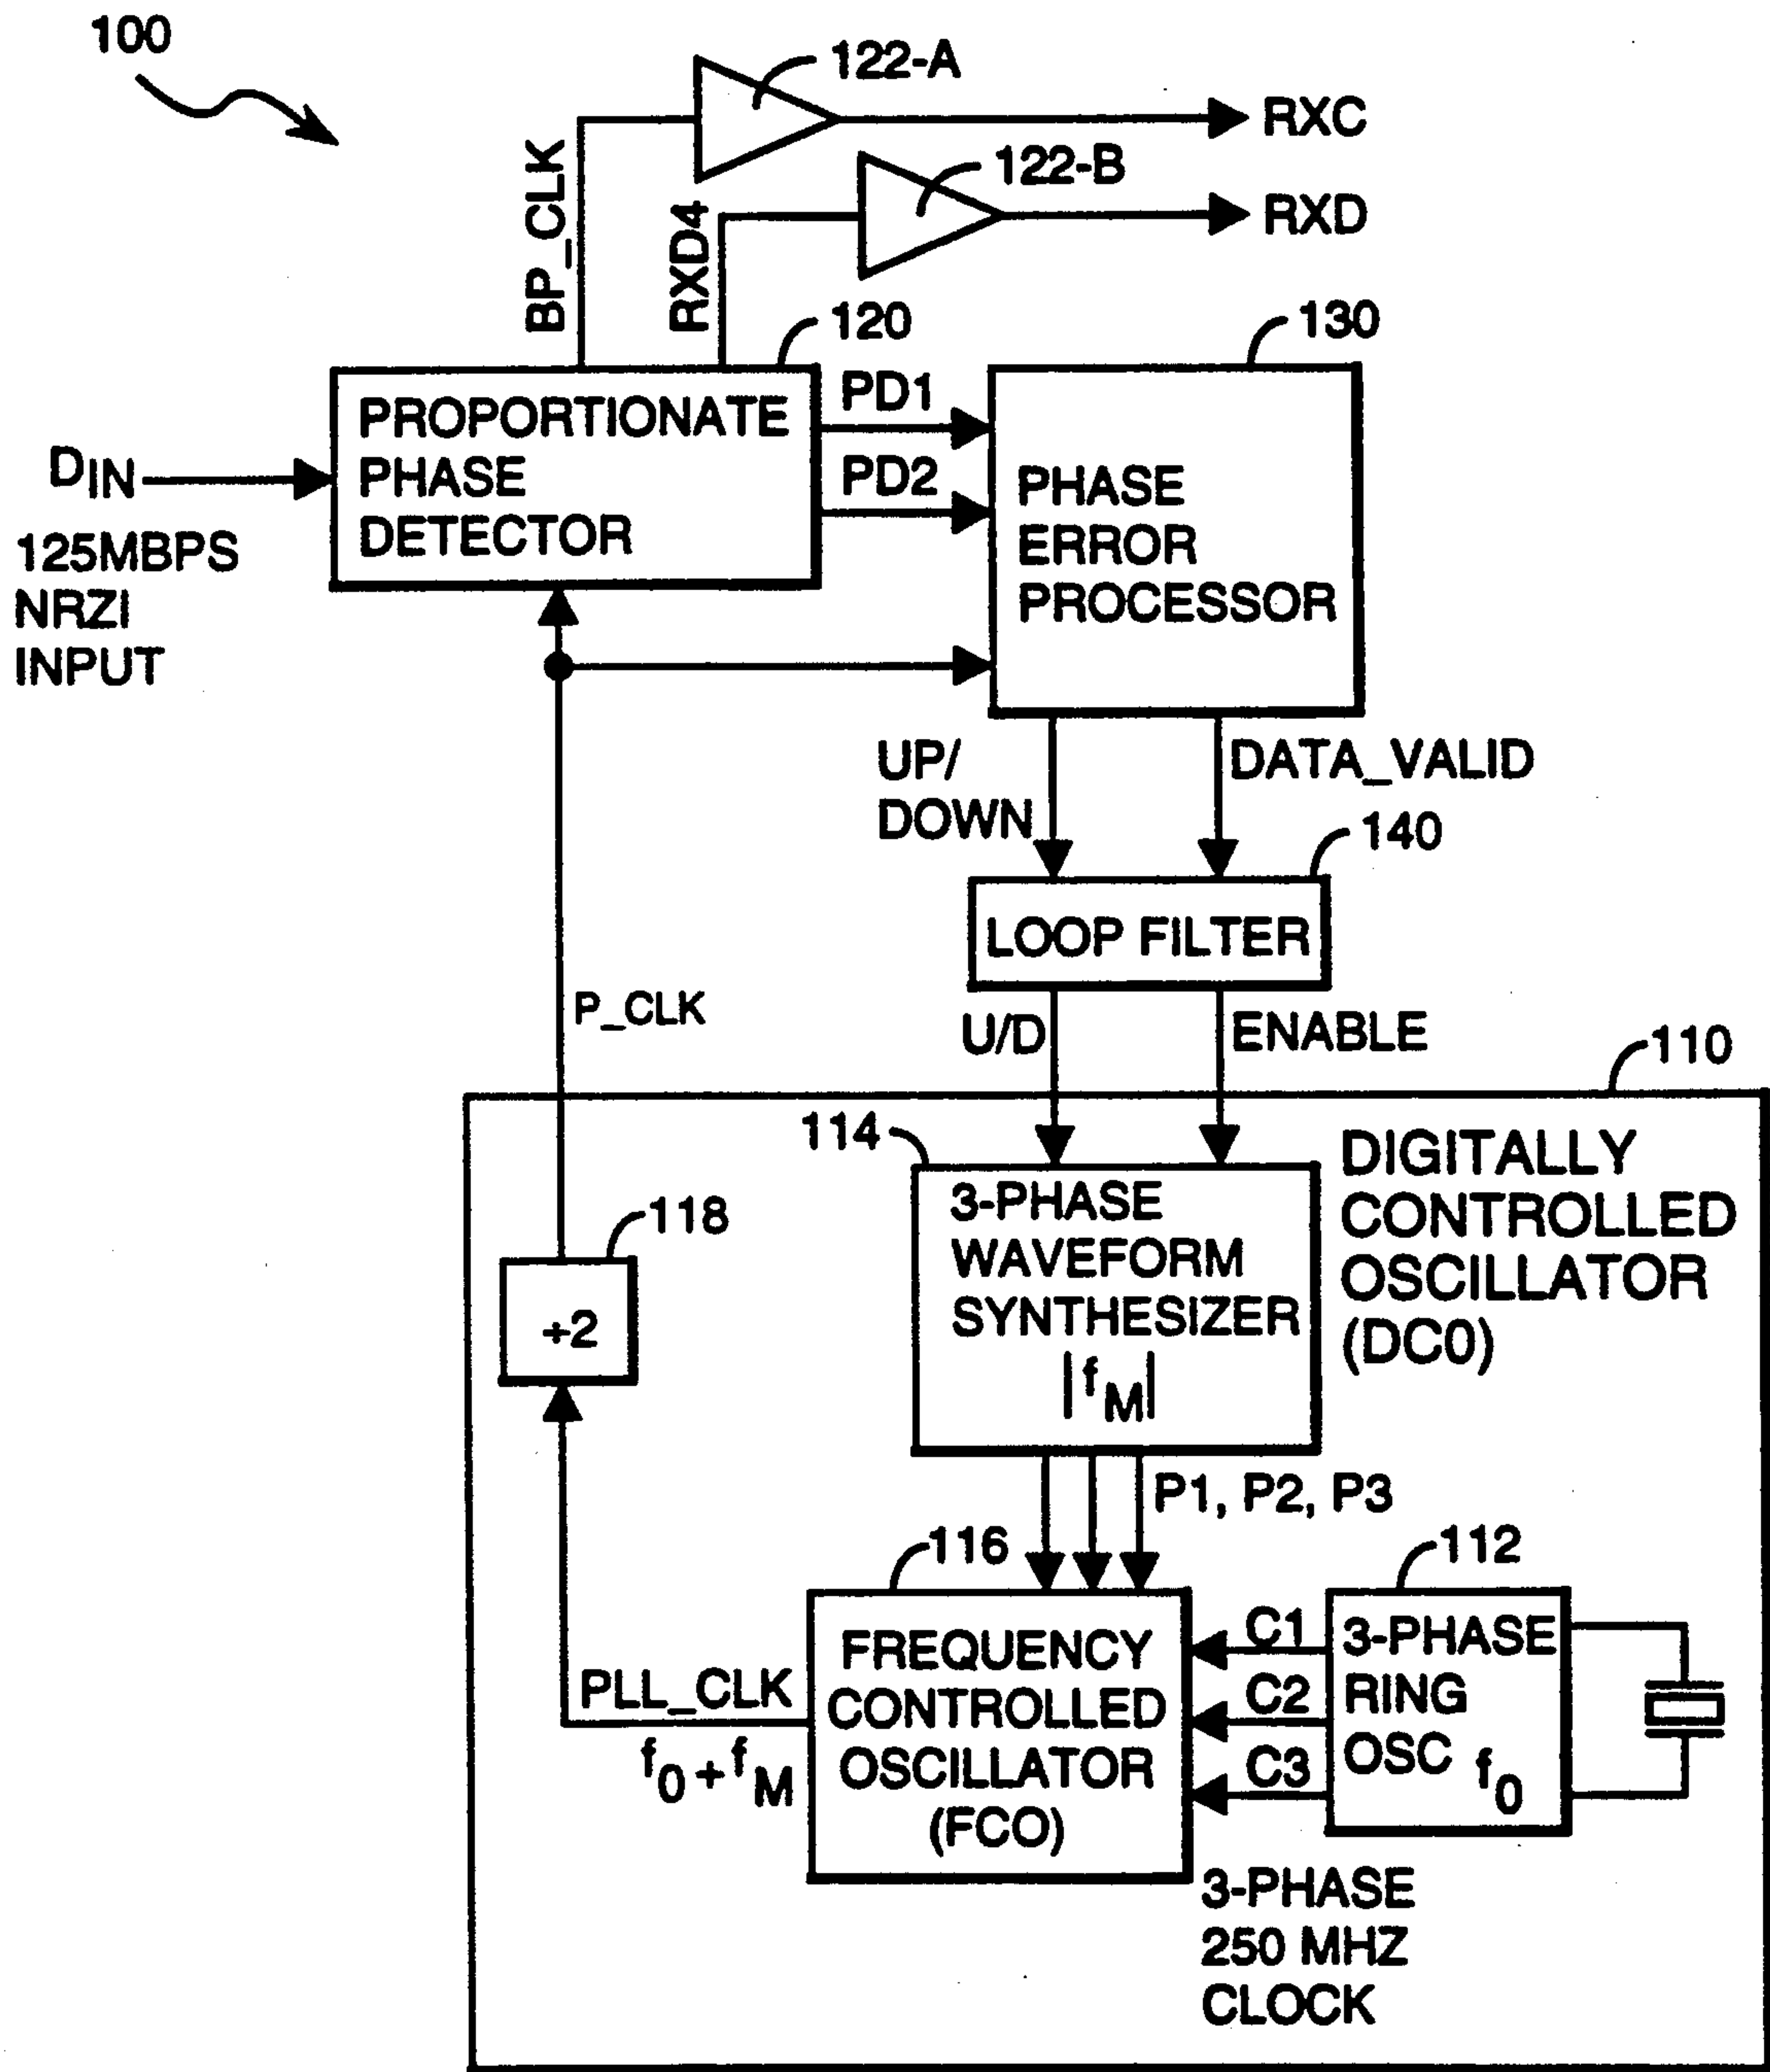 100
122-A
RXC
122-B
RXD
BP_CLK
RXD4
120
130
PROPORTIONATE
PHASE
DETECTOR
PD1
PD2
DIN
125MBPS
NRZI
INPUT
PHASE
ERROR
PROCESSOR
UP/
DOWN
DATA_VALID
140
LOOP FILTER
P_CLK
U/D
ENABLE
110
114
DIGITALLY
CONTROLLED
OSCILLATOR
(DC0)
3-PHASE
WAVEFORM
SYNTHESIZER
|fM|
118
÷2
P1, P2, P3
116
112
FREQUENCY
CONTROLLED
OSCILLATOR
(FCO)
C1
C2
C3
3-PHASE
RING
OSC f0
PLL_CLK
f0+fM
3-PHASE
250 MHZ
CLOCK